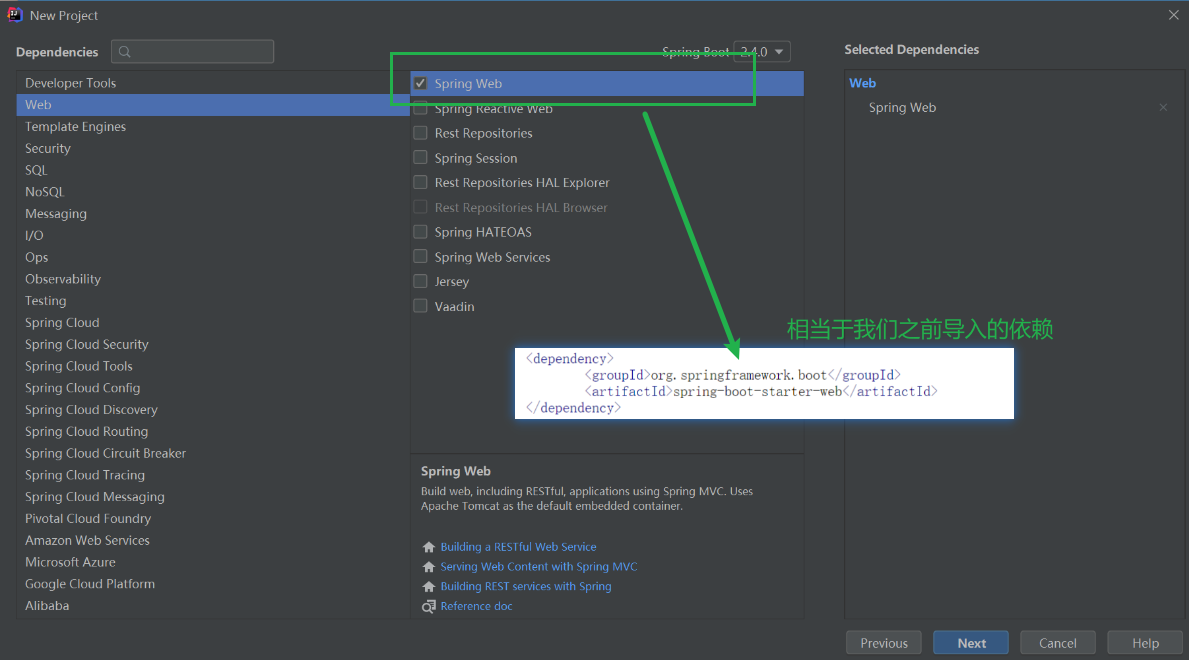 New Project
Dependencies
Spring Boot 2.4.0
Selected Dependencies
Developer Tools
Web
Template Engines
Security
SQL
NoSQL
Messaging
I/O
Ops
Observability
Testing
Spring Cloud
Spring Cloud Security
Spring Cloud Tools
Spring Cloud Config
Spring Cloud Discovery
Spring Cloud Routing
Spring Cloud Circuit Breaker
Spring Cloud Tracing
Spring Cloud Messaging
Pivotal Cloud Foundry
Amazon Web Services
Microsoft Azure
Google Cloud Platform
Alibaba
Spring Web
Spring Reactive Web
Rest Repositories
Spring Session
Rest Repositories HAL Explorer
Rest Repositories HAL Browser
Spring HATEOAS
Spring Web Services
Jersey
Vaadin
相当于我们之前导入的依赖
<dependency>
<groupId>org.springframework.boot</groupId>
<artifactId>spring-boot-starter-web</artifactId>
</dependency>
Spring Web
Build web, including RESTful, applications using Spring MVC. Uses
Apache Tomcat as the default embedded container.
Building a RESTful Web Service
Serving Web Content with Spring MVC
Building REST services with Spring
Reference doc
Web
Spring Web
Previous
Next
Cancel
Help